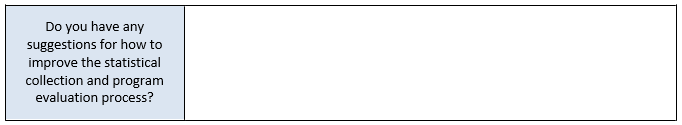 Do you have any
suggestions for how to
improve the statistical
collection and program
evaluation process?